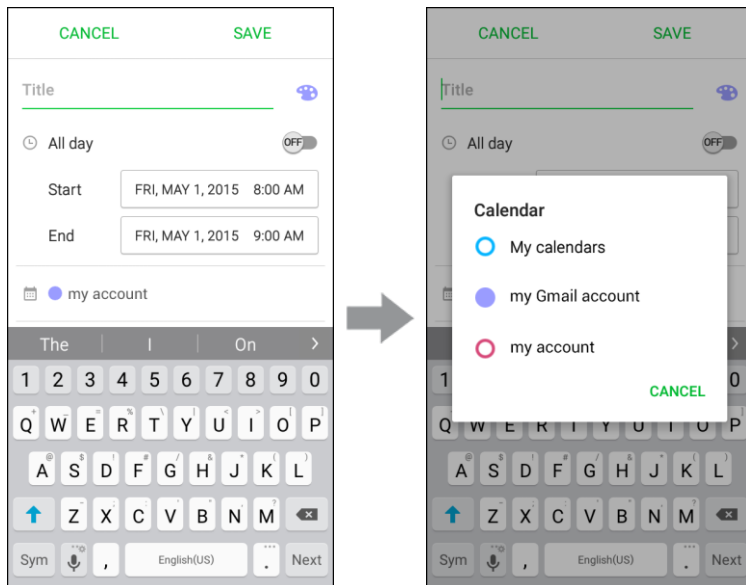 CANCEL SAVE
Title
All day OFF
Start FRI, MAY 1, 2015 8:00 AM
End FRI, MAY 1, 2015 9:00 AM
my account
The I On >
1 2 3 4 5 6 7 8 9 0
Q W E R T Y U I O P
A S D F G H J K L
Z X C V B N M
Sym , English(US) . Next
CANCEL SAVE
Title
All day OFF
Calendar
My calendars
my Gmail account
my account
CANCEL
>
1 0
Q W E R T Y U I O P
A S D F G H J K L
Z X C V B N M
Sym , English(US) . Next